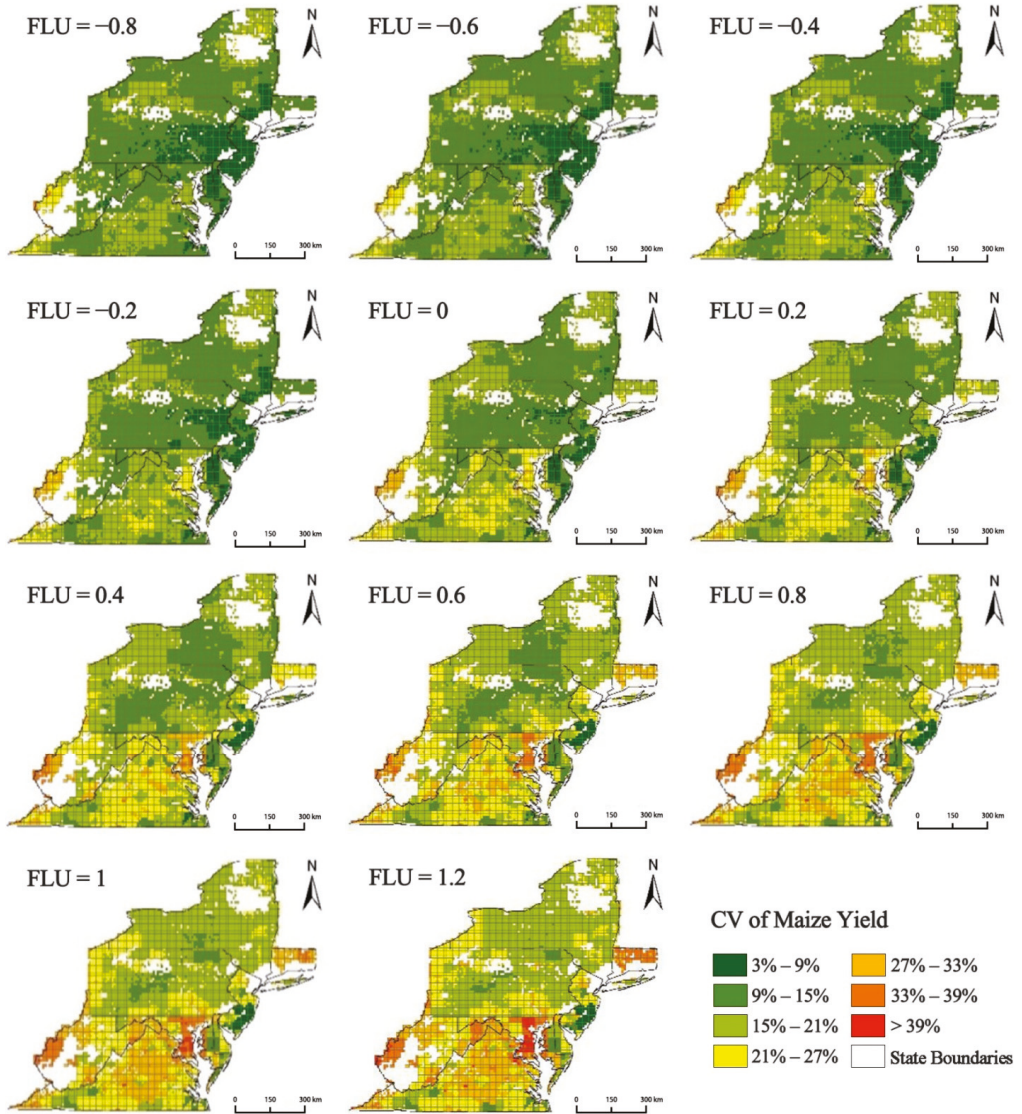 FLU = −0.8
N
0 150 300 km
FLU = −0.6
N
0 150 300 km
FLU = −0.4
N
0 150 300 km
FLU = −0.2
N
0 150 300 km
FLU = 0
N
0 150 300 km
FLU = 0.2
N
0 150 300 km
FLU = 0.4
N
0 150 300 km
FLU = 0.6
N
0 150 300 km
FLU = 0.8
N
0 150 300 km
FLU = 1
N
0 150 300 km
FLU = 1.2
N
0 150 300 km
CV of Maize Yield
3% – 9%
9% – 15%
15% – 21%
21% – 27%
27% – 33%
33% – 39%
> 39%
State Boundaries